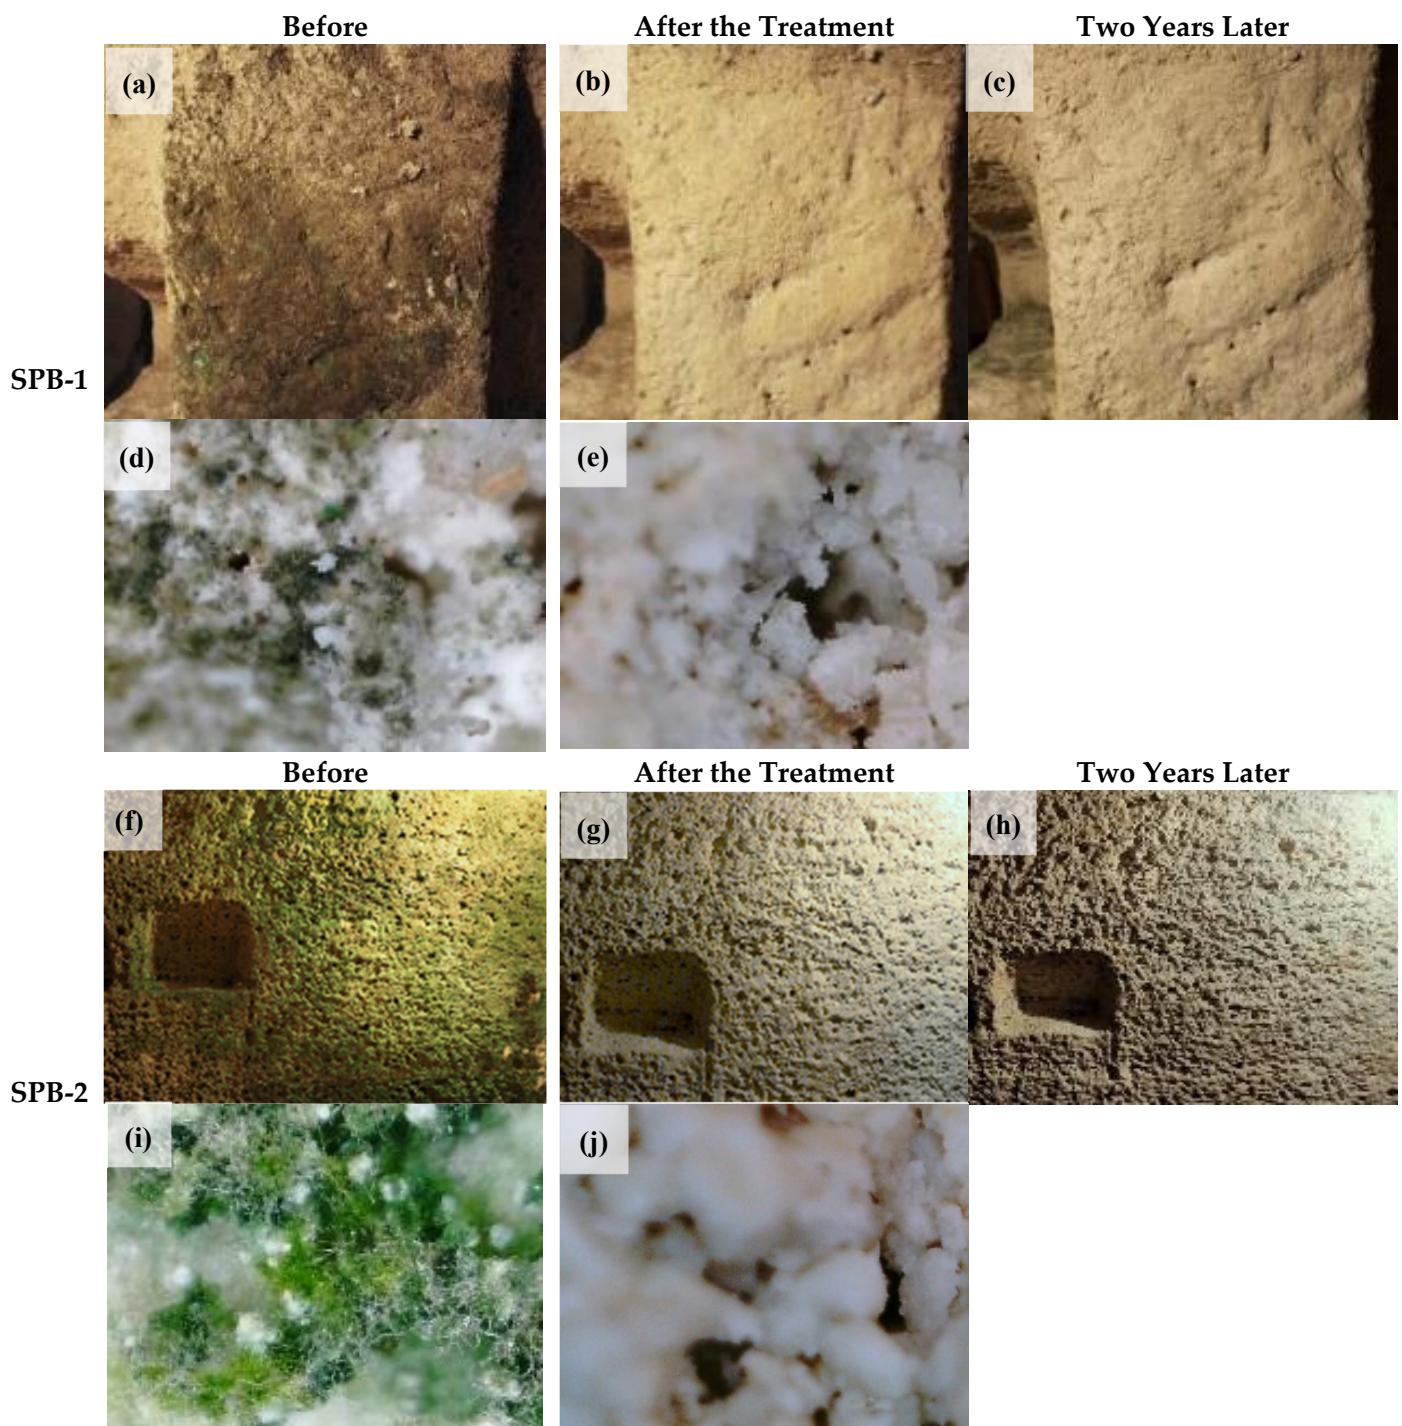 Before After the Treatment Two Years Later
(a) (b) (c)
SPB-1
(d) (e)
Before After the Treatment Two Years Later
(f) (g) (h)
SPB-2
(i) (j)